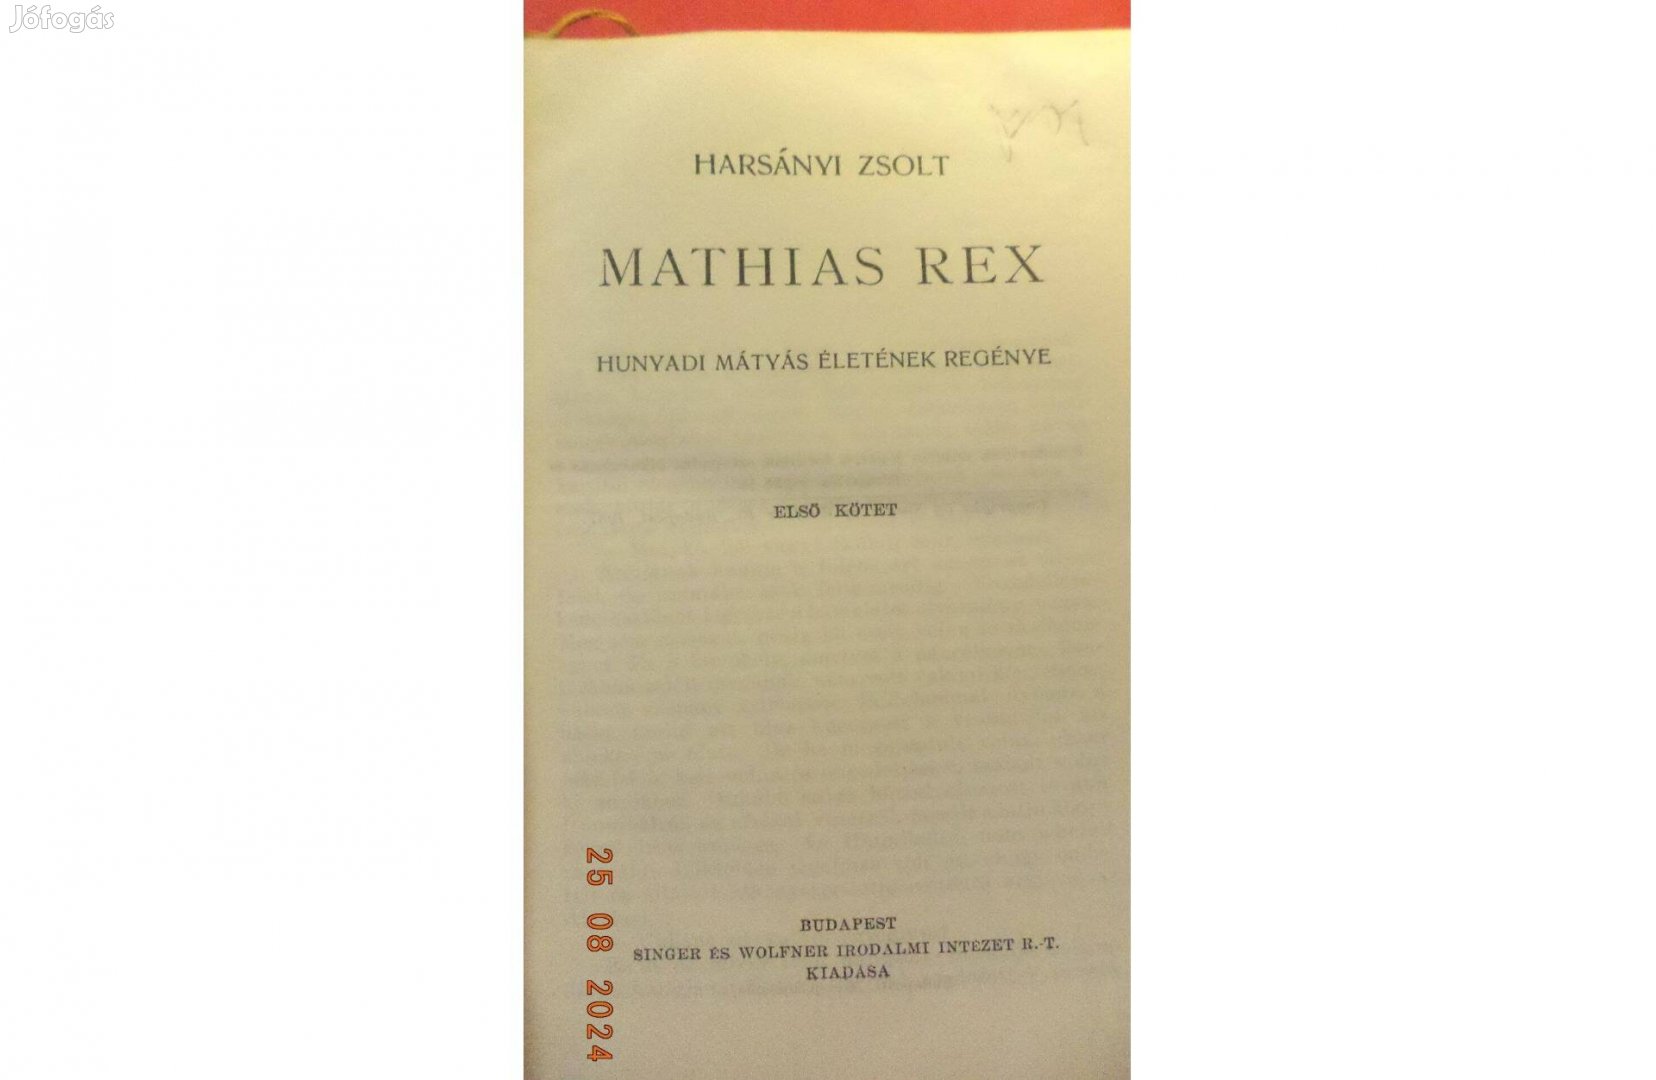 Jófogás
HARSÁNYI ZSOLT
MATHIAS REX
HUNYADI MÁTYÁS ÉLETÉNEK REGÉNYE
ELSŐ KÖTET
BUDAPEST
SINGER ÉS WOLFNER IRODALMI INTÉZET R.-T.
KIADÁSA
25 08 2024